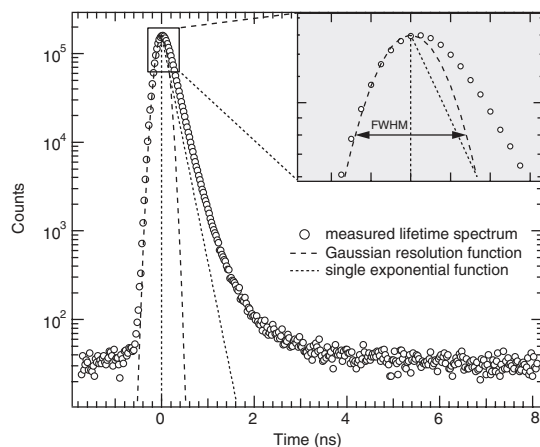 10⁵
10⁴
10³
10²
Counts
FWHM
measured lifetime spectrum
Gaussian resolution function
single exponential function
0 2 4 6 8
Time (ns)